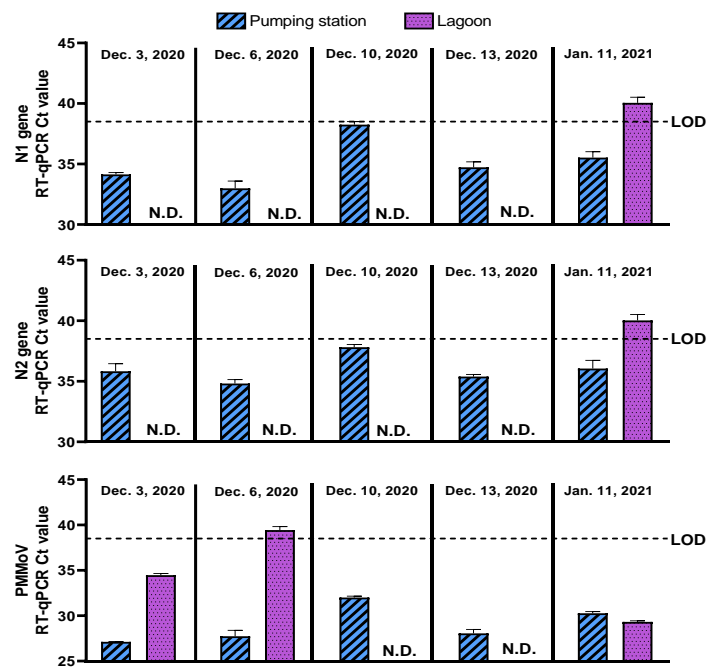 Pumping station Lagoon
N1 gene
RT-qPCR Ct value
45
40
35
30
Dec. 3, 2020 Dec. 6, 2020 Dec. 10, 2020 Dec. 13, 2020 Jan. 11, 2021
LOD
N.D. N.D. N.D. N.D.
N2 gene
RT-qPCR Ct value
45
40
35
30
Dec. 3, 2020 Dec. 6, 2020 Dec. 10, 2020 Dec. 13, 2020 Jan. 11, 2021
LOD
N.D. N.D. N.D. N.D.
PMMoV
RT-qPCR Ct value
45
40
35
30
25
Dec. 3, 2020 Dec. 6, 2020 Dec. 10, 2020 Dec. 13, 2020 Jan. 11, 2021
LOD
N.D. N.D.